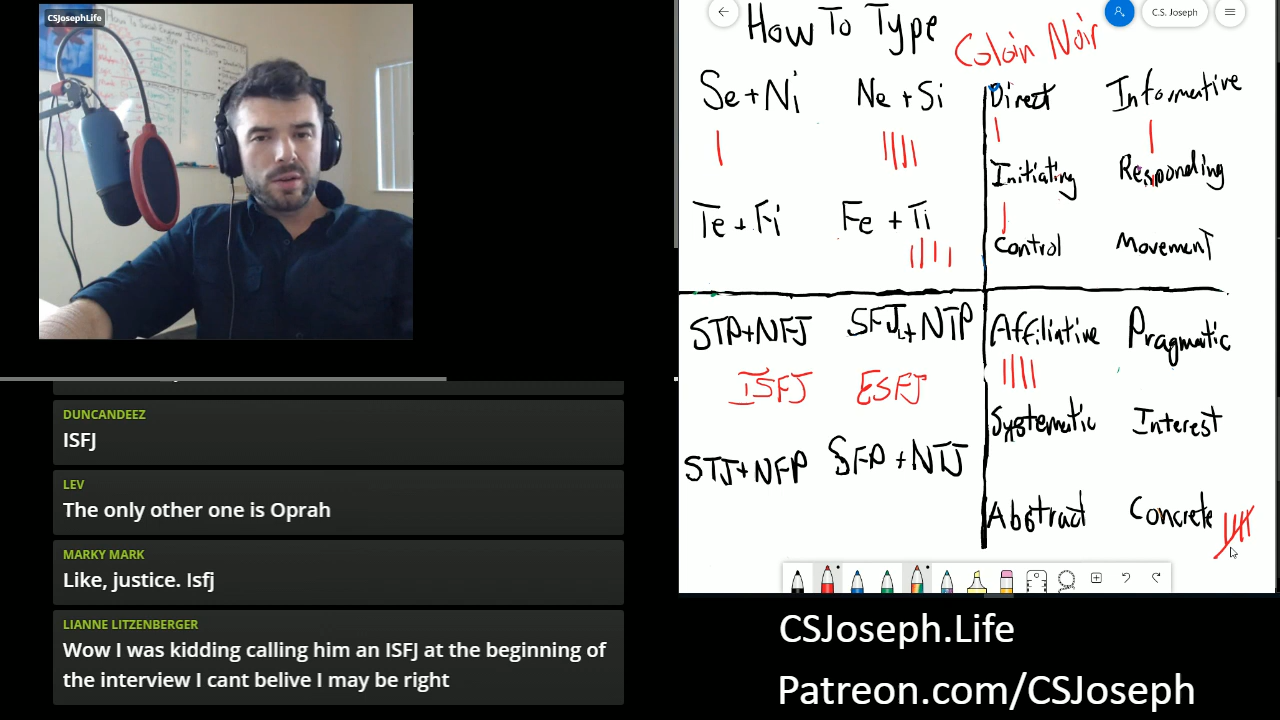 CSJosephLife
How To Type
Coloin Noir
C.S. Joseph
Se + Ni
Ne + Si
Direct
Informative
Initiating
Responding
Te + Fi
Fe + Ti
Control
Movement
STP + NFJ
SFJ + NTP
Affiliative
Pragmatic
ISFJ
ESFJ
Systematic
Interest
STJ + NFP
SFP + NTJ
Abstract
Concrete
DUNCANDEEZ
ISFJ
LEV
The only other one is Oprah
MARKY MARK
Like, justice. Isfj
LIANNE LITZENBERGER
Wow I was kidding calling him an ISFJ at the beginning of
the interview I cant belive I may be right
CSJoseph.Life
Patreon.com/CSJoseph